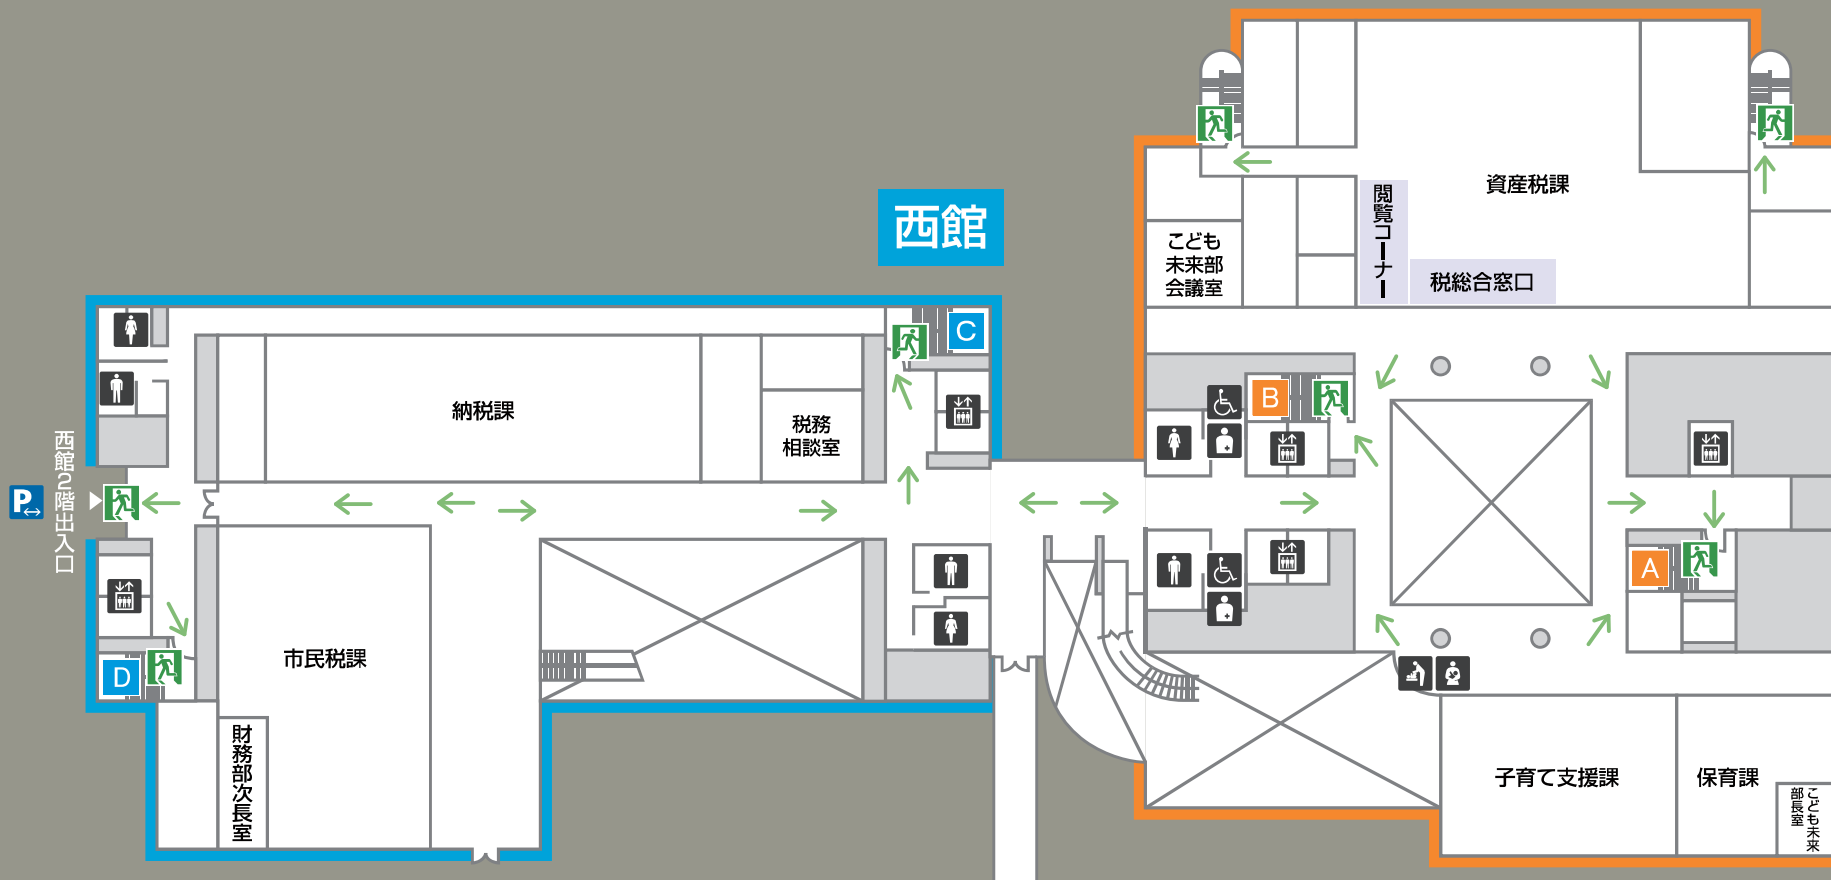 西館
資産税課
閲覧コーナー
税総合窓口
こども
未来部
会議室
C
納税課
税務
相談室
B
西館2階出入口
P
A
市民税課
D
財務部次長室
子育て支援課
保育課
こども未来
部長室